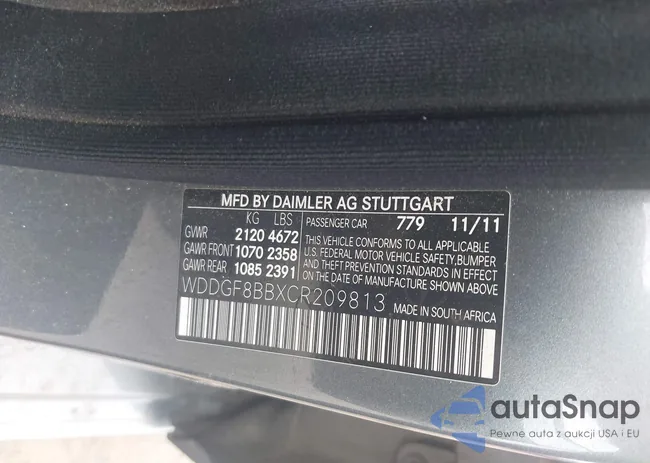 MFD BY DAIMLER AG STUTTGART
KG LBS PASSENGER CAR 779 11/11
GVWR 2120 4672 THIS VEHICLE CONFORMS TO ALL APPLICABLE
GAWR FRONT 1070 2358 U.S. FEDERAL MOTOR VEHICLE SAFETY, BUMPER
GAWR REAR 1085 2391 AND THEFT PREVENTION STANDARDS IN EFFECT
ON THE DATE OF MANUFACTURE SHOWN ABOVE
WDDGF8BBXCR209813 MADE IN SOUTH AFRICA
autoSnap
Pewne auta z aukcji USA i EU